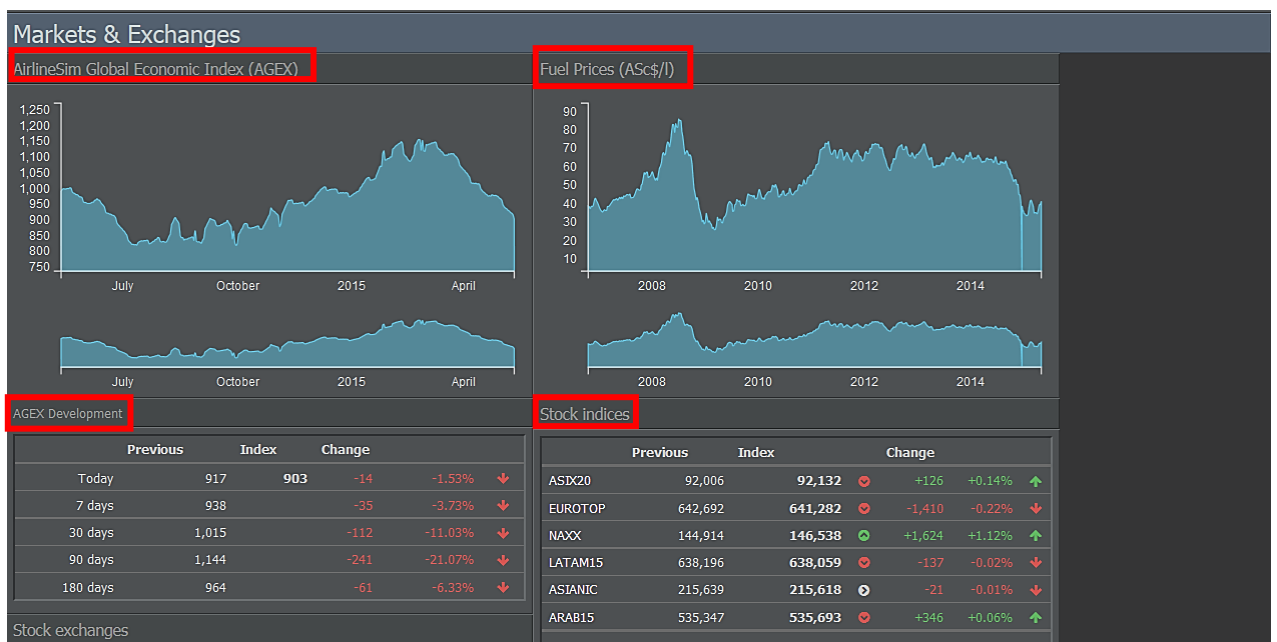 Markets & Exchanges
AirlineSim Global Economic Index (AGEX)
1,250
1,200
1,150
1,100
1,050
1,000
950
900
850
800
750
July October 2015 April
July October 2015 April
Fuel Prices (ASc$/l)
90
80
70
60
50
40
30
20
10
2008 2010 2012 2014
2008 2010 2012 2014
AGEX Development
Previous Index Change
Today 917 903 -14 -1.53%
7 days 938 -35 -3.73%
30 days 1,015 -112 -11.03%
90 days 1,144 -241 -21.07%
180 days 964 -61 -6.33%
Stock exchanges
Stock indices
Previous Index Change
ASIX20 92,006 92,132 +126 +0.14%
EUROTOP 642,692 641,282 -1,410 -0.22%
NAXX 144,914 146,538 +1,624 +1.12%
LATAM15 638,196 638,059 -137 -0.02%
ASIANIC 215,639 215,618 -21 -0.01%
ARAB15 535,347 535,693 +346 +0.06%